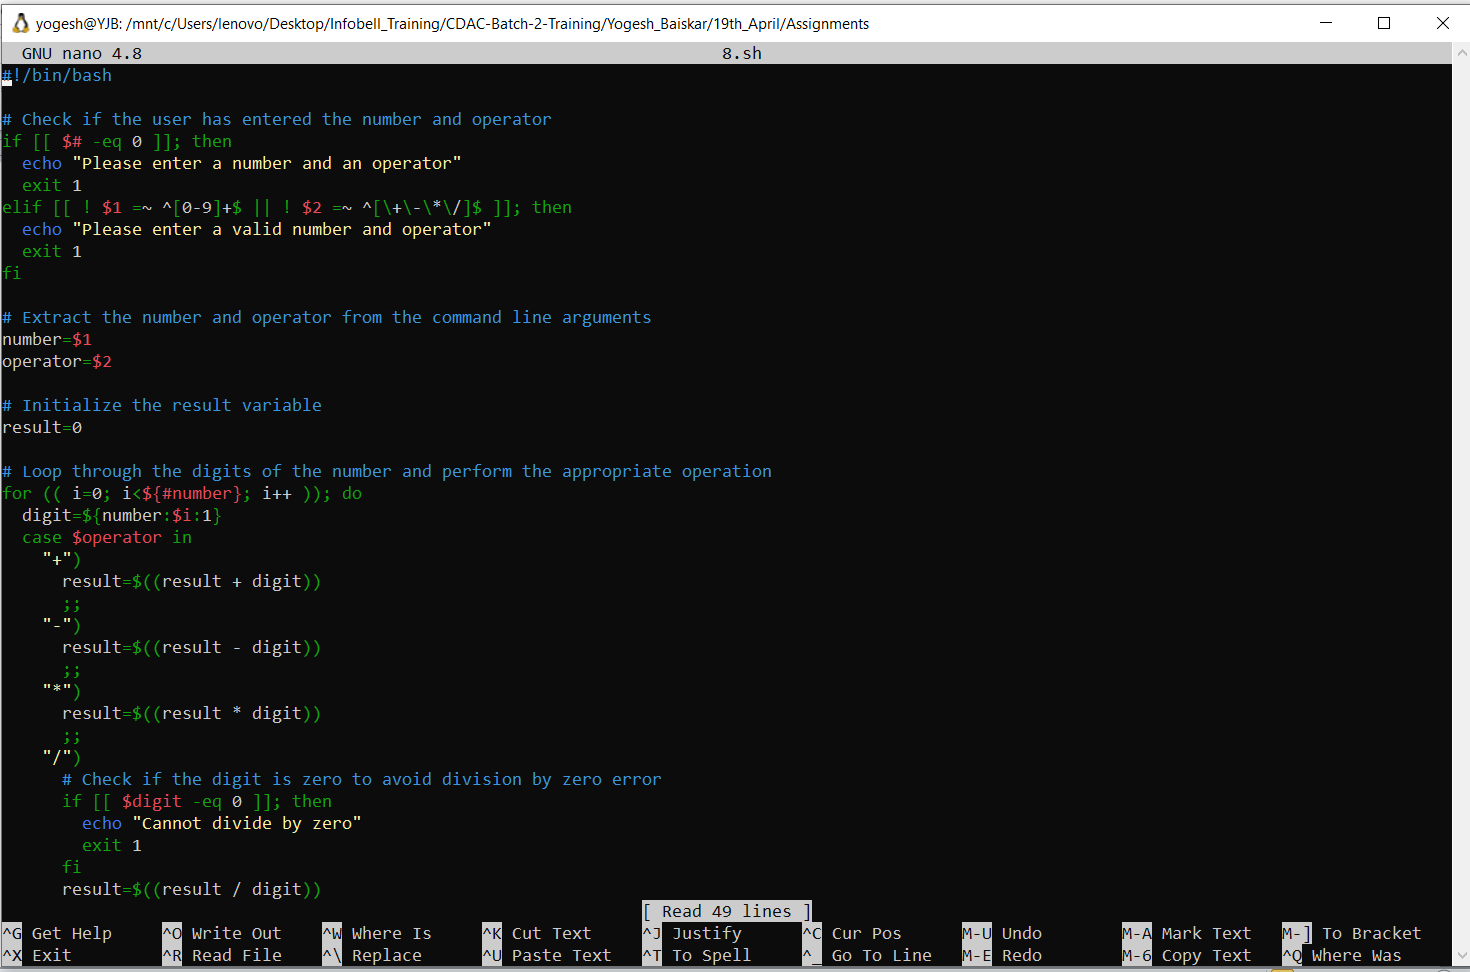 yogesh@YJB: /mnt/c/Users/lenovo/Desktop/Infobell_Training/CDAC-Batch-2-Training/Yogesh_Baiskar/19th_April/Assignments
GNU nano 4.8 8.sh
#!/bin/bash

# Check if the user has entered the number and operator
if [[ $# -eq 0 ]]; then
  echo "Please enter a number and an operator"
  exit 1
elif [[ ! $1 =~ ^[0-9]+$ || ! $2 =~ ^[\+\-\*\/]$ ]]; then
  echo "Please enter a valid number and operator"
  exit 1
fi

# Extract the number and operator from the command line arguments
number=$1
operator=$2

# Initialize the result variable
result=0

# Loop through the digits of the number and perform the appropriate operation
for (( i=0; i<${#number}; i++ )); do
  digit=${number:$i:1}
  case $operator in
    "+")
      result=$((result + digit))
      ;;
    "-")
      result=$((result - digit))
      ;;
    "*")
      result=$((result * digit))
      ;;
    "/")
      # Check if the digit is zero to avoid division by zero error
      if [[ $digit -eq 0 ]]; then
        echo "Cannot divide by zero"
        exit 1
      fi
      result=$((result / digit))
[ Read 49 lines ]
^G Get Help ^O Write Out ^W Where Is ^K Cut Text ^J Justify ^C Cur Pos M-U Undo M-A Mark Text M-] To Bracket
^X Exit ^R Read File ^\ Replace ^U Paste Text ^T To Spell ^_ Go To Line M-E Redo M-6 Copy Text ^Q Where Was